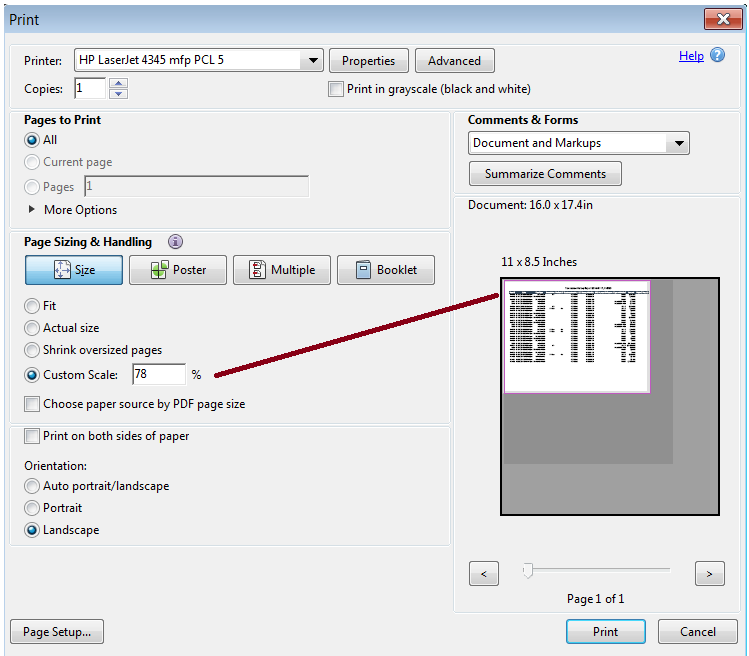 Print
Printer: HP LaserJet 4345 mfp PCL 5 Properties Advanced Help
Copies: 1 Print in grayscale (black and white)
Pages to Print
All
Current page
Pages 1
More Options
Page Sizing & Handling
Size Poster Multiple Booklet
Fit
Actual size
Shrink oversized pages
Custom Scale: 78 %
Choose paper source by PDF page size
Print on both sides of paper
Orientation:
Auto portrait/landscape
Portrait
Landscape
Comments & Forms
Document and Markups
Summarize Comments
Document: 16.0 x 17.4in
11 x 8.5 Inches
< >
Page 1 of 1
Page Setup... Print Cancel